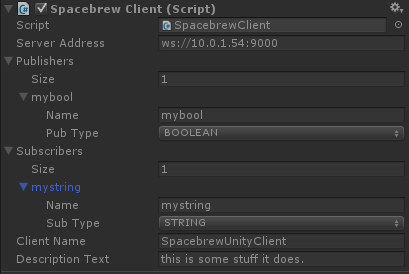 Spacebrew Client (Script)
Script SpacebrewClient
Server Address ws://10.0.1.54:9000
Publishers
Size 1
mybool
Name mybool
Pub Type BOOLEAN
Subscribers
Size 1
mystring
Name mystring
Sub Type STRING
Client Name SpacebrewUnityClient
Description Text this is some stuff it does.